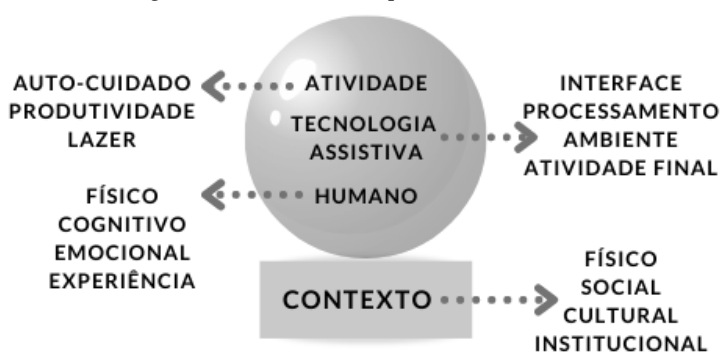 AUTO-CUIDADO
PRODUTIVIDADE
LAZER
ATIVIDADE
TECNOLOGIA
ASSISTIVA
HUMANO
INTERFACE
PROCESSAMENTO
AMBIENTE
ATIVIDADE FINAL
FÍSICO
COGNITIVO
EMOCIONAL
EXPERIÊNCIA
CONTEXTO
FÍSICO
SOCIAL
CULTURAL
INSTITUCIONAL